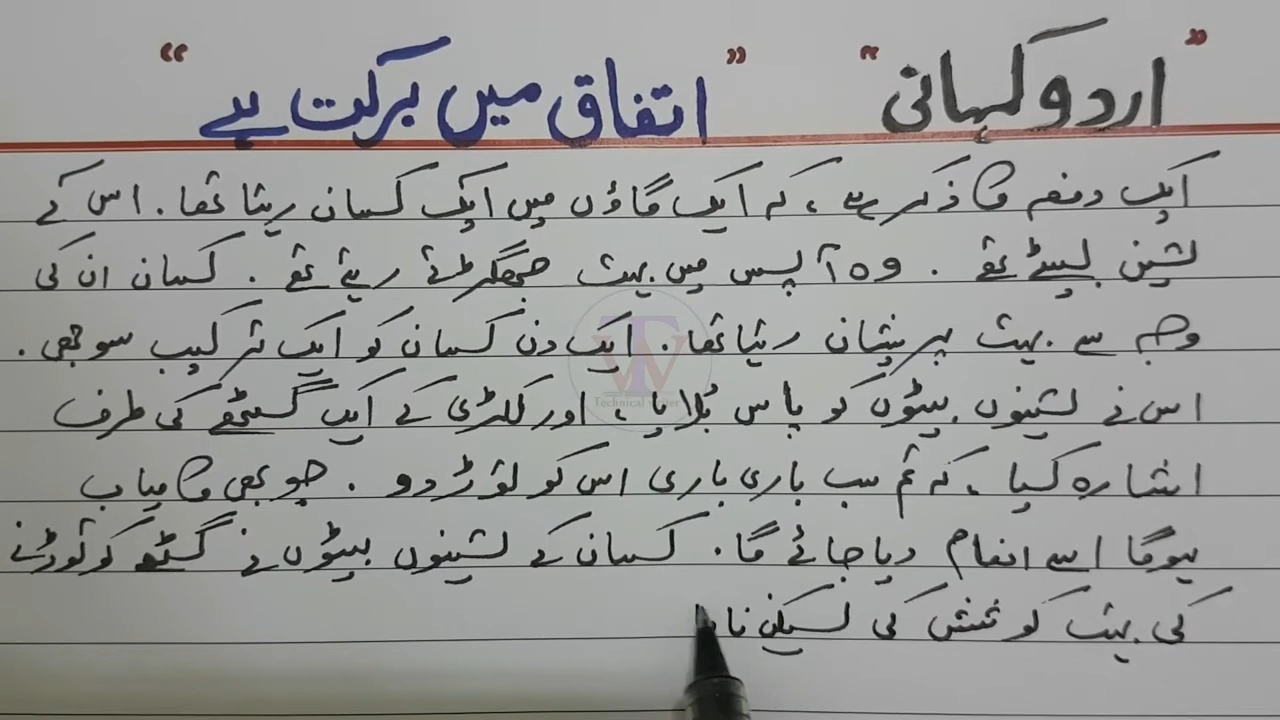 "اردو کہانی" "اتفاق میں برکت ہے"
ایک دفعہ کا ذکر ہے، کہ ایک گاؤں میں ایک کسان رہتا تھا۔ اس کے
تین بیٹے تھے۔ وہ آپس میں بہت جھگڑتے رہتے تھے۔ کسان ان کی
وجہ سے بہت پریشان رہتا تھا۔ ایک دن کسان کو ایک ترکیب سوجھی۔
اس نے تینوں بیٹوں کو پاس بُلایا، اور لکڑی کے ایک گٹھے کی طرف
اشارہ کیا، کہ تم سب باری باری اس کو توڑ دو۔ جو بھی کامیاب
ہوگا اسے انعام دیا جائے گا۔ کسان کے تینوں بیٹوں نے گٹھے کو توڑنے
کی بہت کوشش کی لیکن نا
Technical writer